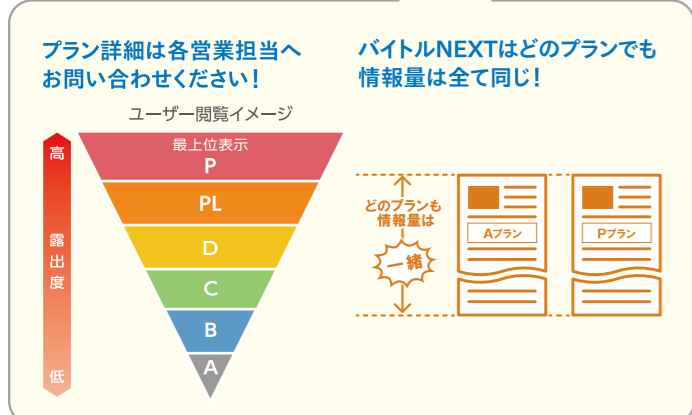 プラン詳細は各営業担当へ
お問い合わせください!
ユーザー閲覧イメージ
高
露出度
低
最上位表示
P
PL
D
C
B
A
バイトルNEXTはどのプランでも
情報量は全て同じ!
どのプランも
情報量は
一緒
Aプラン
Pプラン